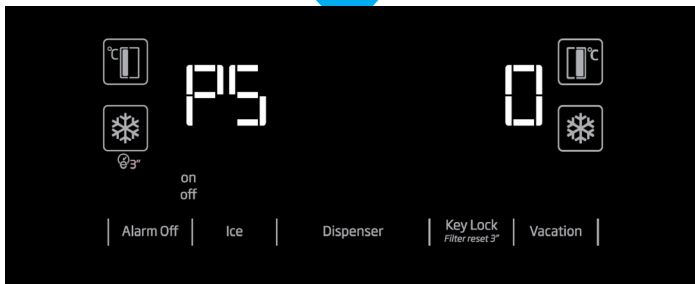 °C
°C
PS 0
3"
on
off
Alarm Off
Ice
Dispenser
Key Lock
Filter reset 3"
Vacation